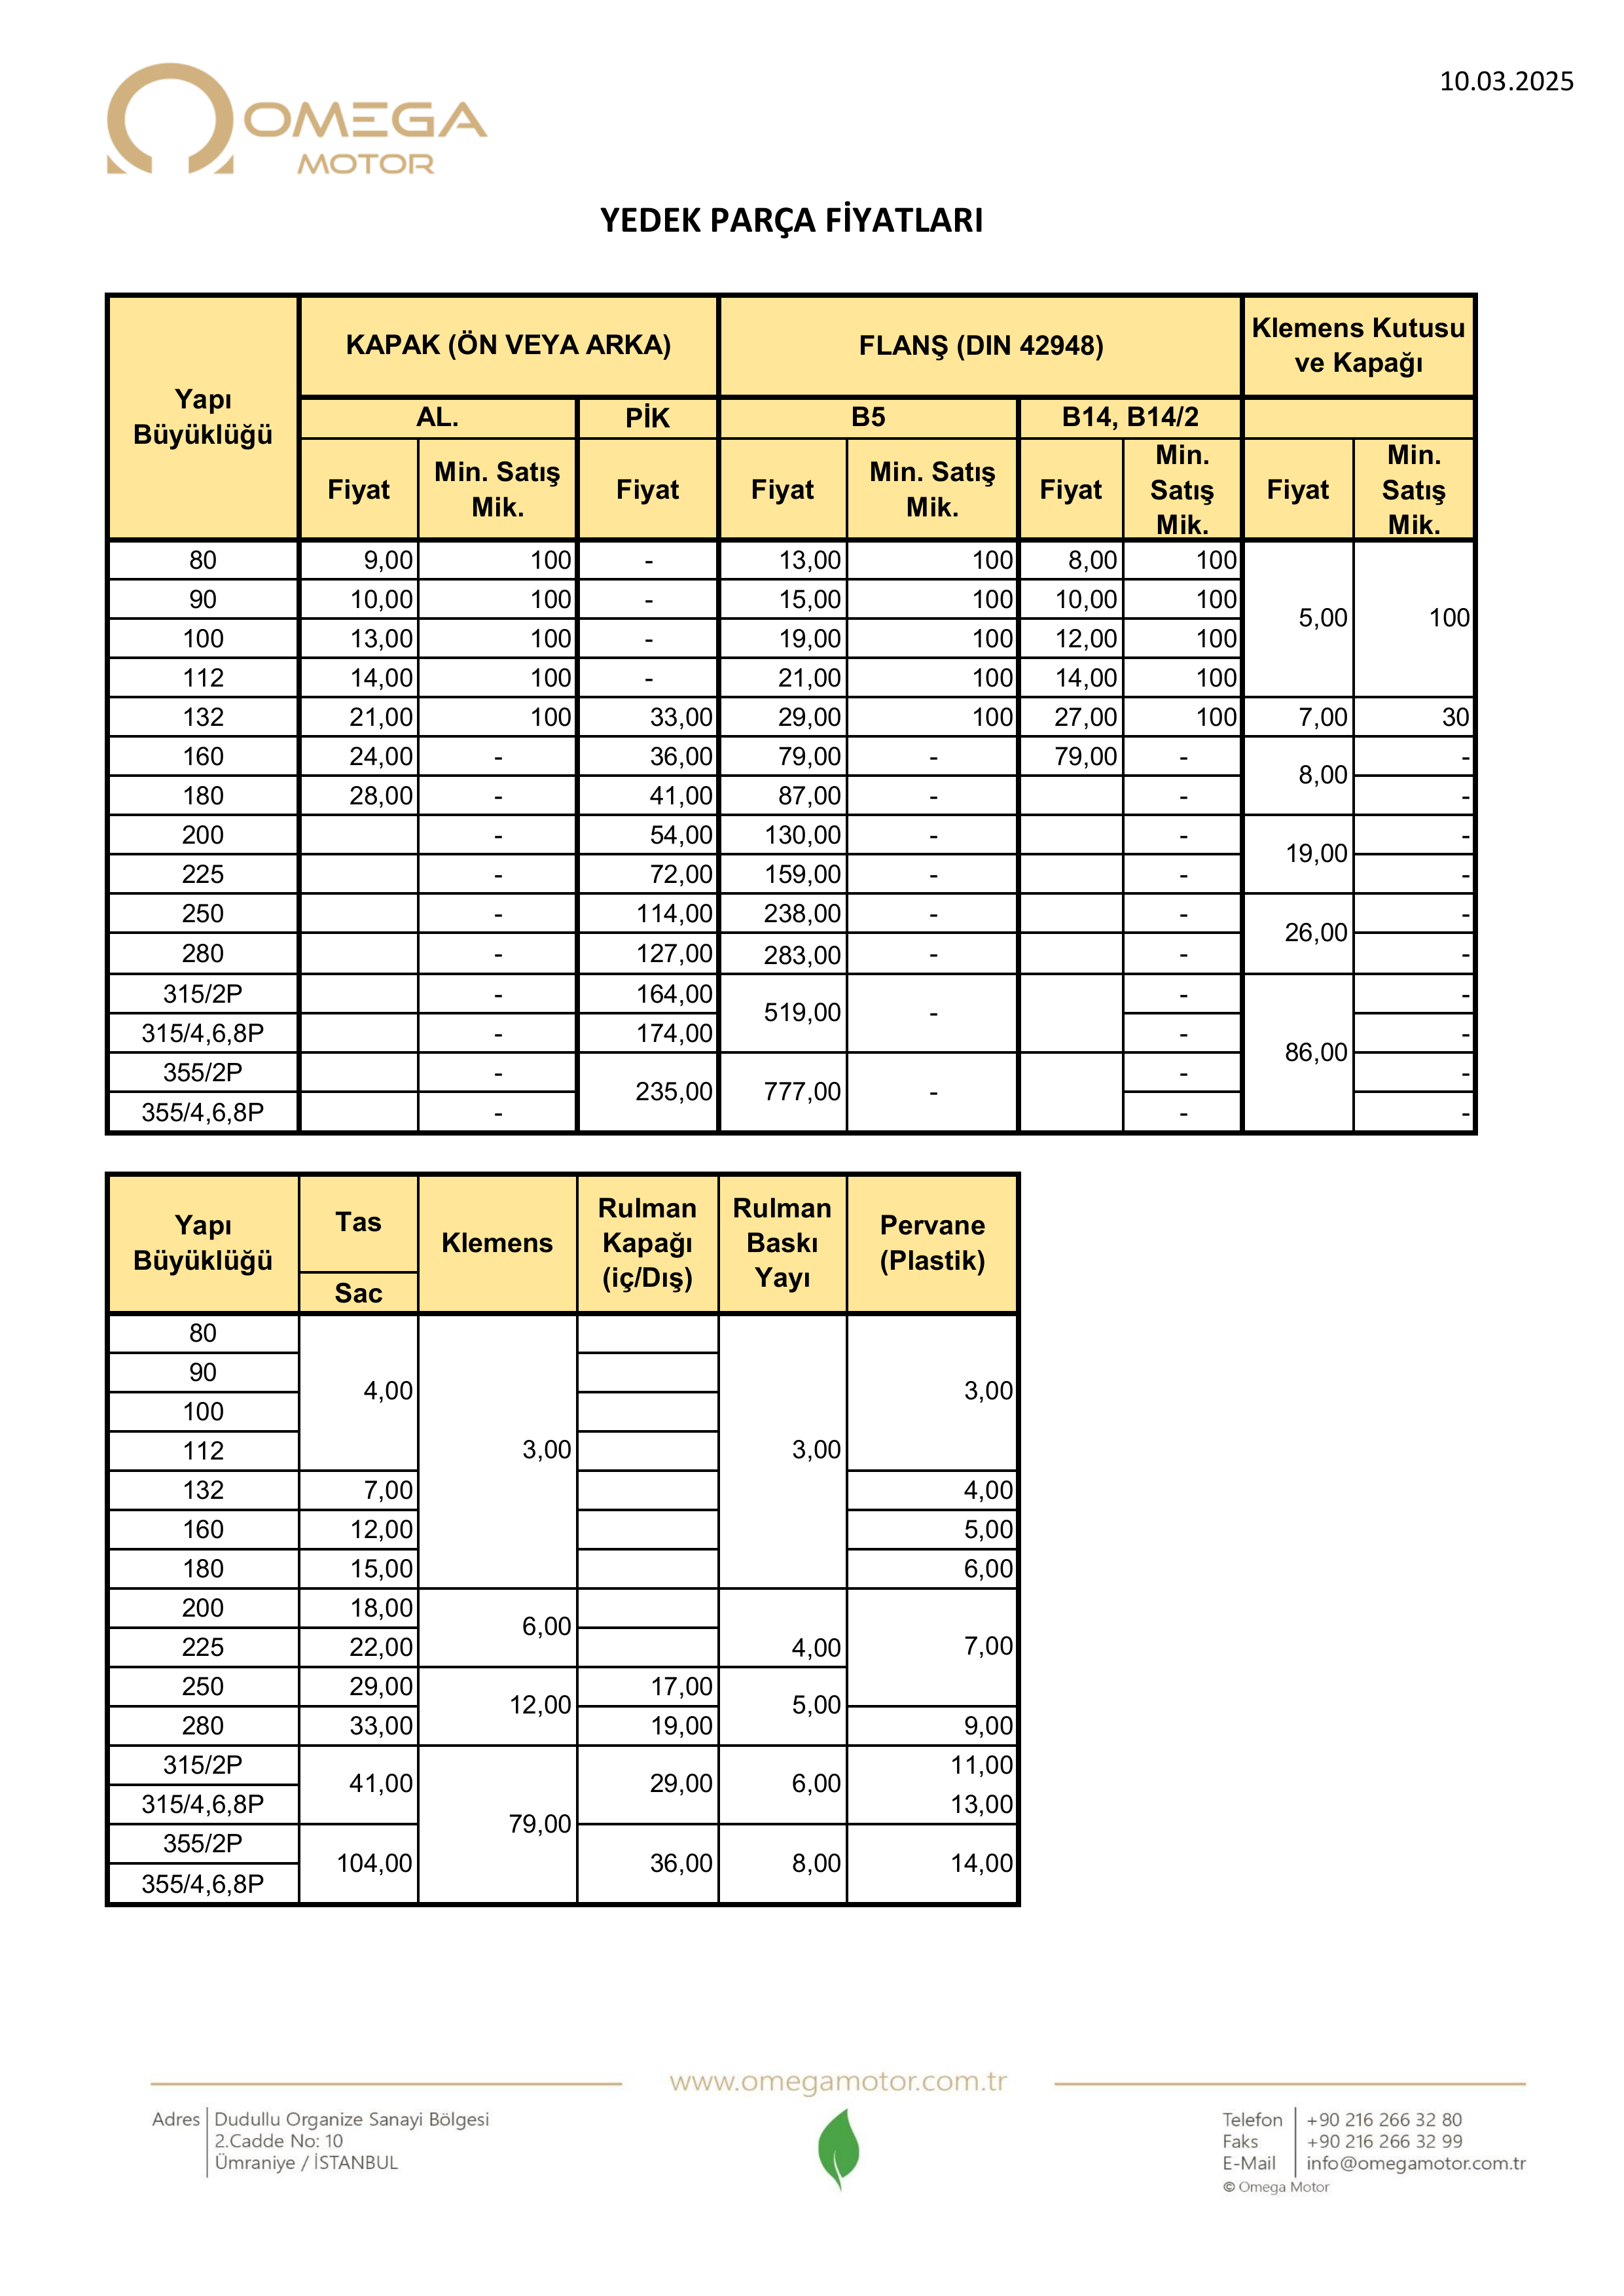 10.03.2025
OMEGA
MOTOR
YEDEK PARÇA FİYATLARI
Yapı Büyüklüğü KAPAK (ÖN VEYA ARKA) FLANŞ (DIN 42948) Klemens Kutusu ve Kapağı
AL. PİK B5 B14, B14/2
Fiyat Min. Satış Mik. Fiyat Fiyat Min. Satış Mik. Fiyat Min. Satış Mik. Fiyat Min. Satış Mik.
80 9,00 100 - 13,00 100 8,00 100
90 10,00 100 - 15,00 100 10,00 100
5,00 100
100 13,00 100 - 19,00 100 12,00 100
112 14,00 100 - 21,00 100 14,00 100
132 21,00 100 33,00 29,00 100 27,00 100 7,00 30
160 24,00 - 36,00 79,00 - 79,00 - 8,00 -
180 28,00 - 41,00 87,00 - - -
200 - 54,00 130,00 - - 19,00 -
225 - 72,00 159,00 - - -
250 - 114,00 238,00 - - 26,00 -
280 - 127,00 283,00 - - -
315/2P - 164,00 519,00 - - -
315/4,6,8P - 174,00 - -
86,00
355/2P - 235,00 777,00 - - -
355/4,6,8P - - -
Yapı Büyüklüğü Tas Klemens Rulman Kapağı (iç/Dış) Rulman Baskı Yayı Pervane (Plastik)
Sac
80
90
4,00 3,00
100
112
3,00 3,00
132 7,00 4,00
160 12,00 5,00
180 15,00 6,00
200 18,00 6,00
225 22,00 4,00 7,00
250 29,00 12,00 17,00 5,00
280 33,00 19,00 9,00
315/2P 41,00 29,00 6,00 11,00
315/4,6,8P 13,00
79,00
355/2P 104,00 36,00 8,00 14,00
355/4,6,8P
www.omegamotor.com.tr
Adres Dudullu Organize Sanayi Bölgesi
2.Cadde No: 10
Ümraniye / İSTANBUL
Telefon +90 216 266 32 80
Faks +90 216 266 32 99
E-Mail info@omegamotor.com.tr
© Omega Motor